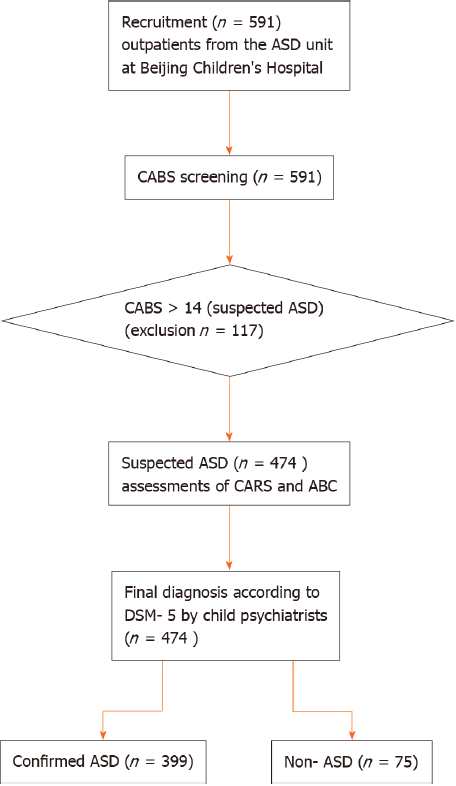 Recruitment (n = 591)
outpatients from the ASD unit
at Beijing Children's Hospital
CABS screening (n = 591)
CABS > 14 (suspected ASD)
(exclusion n = 117)
Suspected ASD (n = 474 )
assessments of CARS and ABC
Final diagnosis according to
DSM- 5 by child psychiatrists
(n = 474 )
Confirmed ASD (n = 399)
Non- ASD (n = 75)